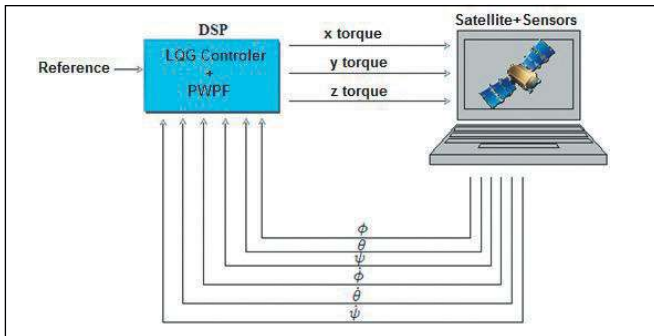 DSP
Satellite+Sensors
LQG Controler
+
PWPF
Reference
x torque
y torque
z torque
ϕ
θ
ψ
ϕ̇
θ̇
ψ̇